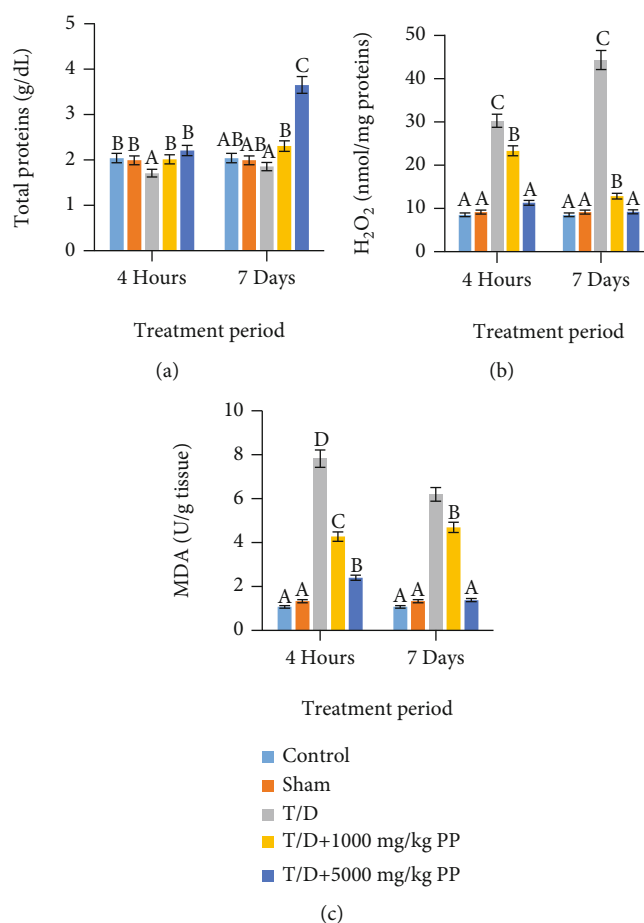 Total proteins (g/dL)
5
4
3
2
1
0
B B A B B
AB AB A B C
4 Hours 7 Days
Treatment period
(a)
H₂O₂ (nmol/mg proteins)
50
40
30
20
10
0
A A C B A
A A C B A
4 Hours 7 Days
Treatment period
(b)
MDA (U/g tissue)
10
8
6
4
2
0
A A D C B
A A B A
4 Hours 7 Days
Treatment period
Control
Sham
T/D
T/D+1000 mg/kg PP
T/D+5000 mg/kg PP
(c)